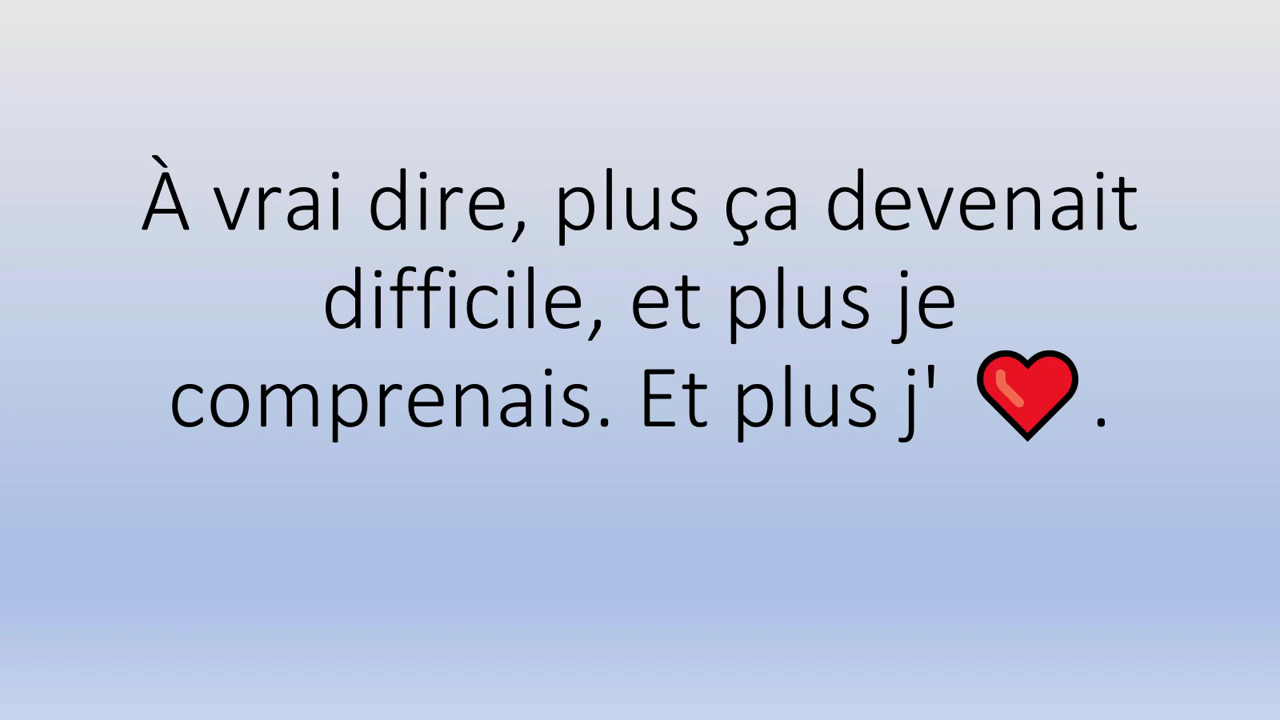 À vrai dire, plus ça devenait
difficile, et plus je
comprenais. Et plus j' ❤️.